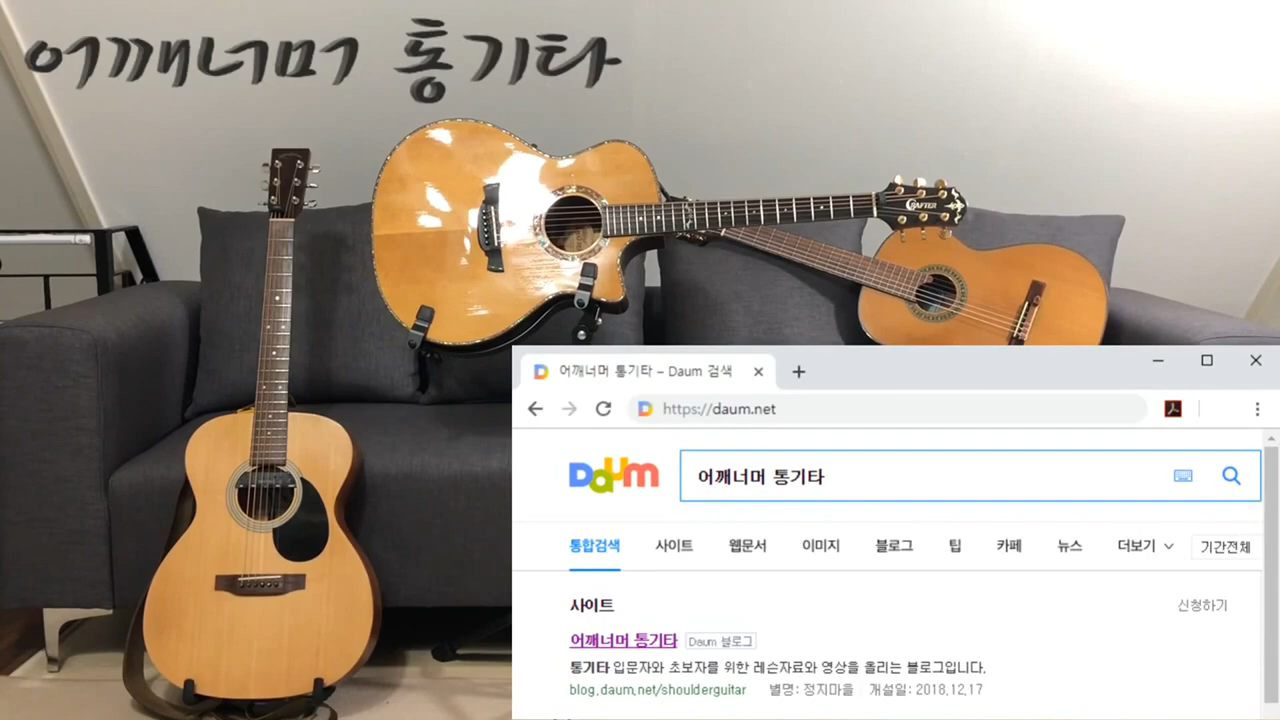 어깨너머 통기타
CRAFTER
어깨너머 통기타 – Daum 검색
https://daum.net
Daum
어깨너머 통기타
통합검색 사이트 웹문서 이미지 블로그 팁 카페 뉴스 더보기 기간전체
사이트 신청하기
어깨너머 통기타 Daum 블로그
통기타 입문자와 초보자를 위한 레슨자료와 영상을 올리는 블로그입니다.
blog.daum.net/shoulderguitar 별명: 정지마을 개설일: 2018.12.17